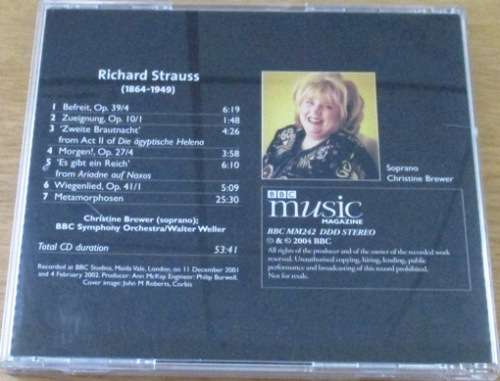 Richard Strauss
(1864-1949)
1 Befreit, Op. 39/4 6:19
2 Zueignung, Op. 10/1 1:48
3 'Zweite Brautnacht' 4:26
from Act II of Die ägyptische Helena
4 Morgen!, Op. 27/4 3:58
5 'Es gibt ein Reich' 6:10
from Ariadne auf Naxos
6 Wiegenlied, Op. 41/1 5:09
7 Metamorphosen 25:30
Christine Brewer (soprano);
BBC Symphony Orchestra/Walter Weller
Total CD duration 53:41
Recorded at BBC Studios, Maida Vale, London, on 11 December 2001
and 4 February 2002. Producer: Ann McKay Engineer: Philip Burwell.
Cover image: John M Roberts, Corbis
Soprano
Christine Brewer
BBC
music
MAGAZINE
BBC MM242 DDD STEREO
℗ & © 2004 BBC
All rights of the producer and of the owner of the recorded work
reserved. Unauthorised copying, hiring, lending, public
performance and broadcasting of this record prohibited.
Not for resale.